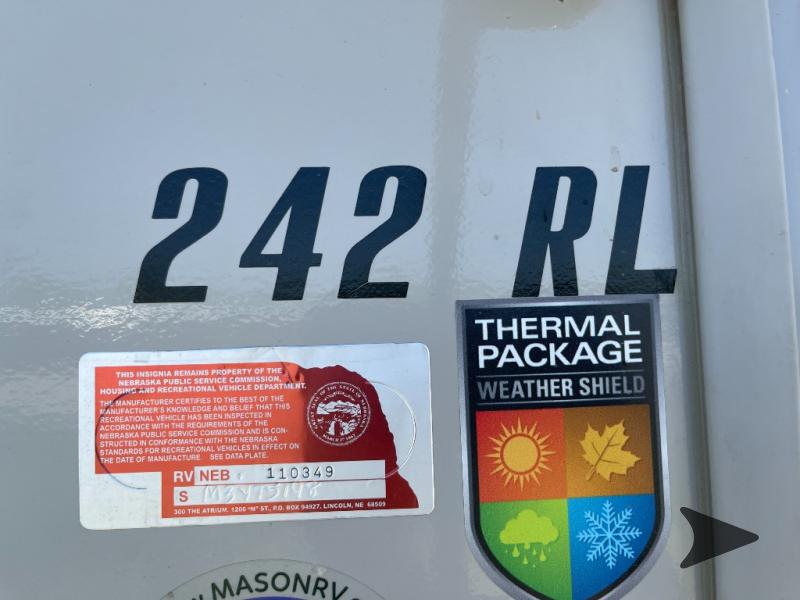 242 RL
THERMAL
PACKAGE
WEATHER SHIELD
THIS INSIGNIA REMAINS PROPERTY OF THE
NEBRASKA PUBLIC SERVICE COMMISSION,
HOUSING AND RECREATIONAL VEHICLE DEPARTMENT.
THE MANUFACTURER CERTIFIES TO THE BEST OF THE
MANUFACTURER'S KNOWLEDGE AND BELIEF THAT THIS
RECREATIONAL VEHICLE HAS BEEN INSPECTED IN
ACCORDANCE WITH THE REQUIREMENTS OF THE
NEBRASKA PUBLIC SERVICE COMMISSION AND IS CON-
STRUCTED IN CONFORMANCE WITH THE NEBRASKA
STANDARDS FOR RECREATIONAL VEHICLES IN EFFECT ON
THE DATE OF MANUFACTURE SEE DATA PLATE.
RV NEB 110349
S
300 THE ATRIUM, 1200 "N" ST., P.O. BOX 94927, LINCOLN, NE 68509
MASONRV